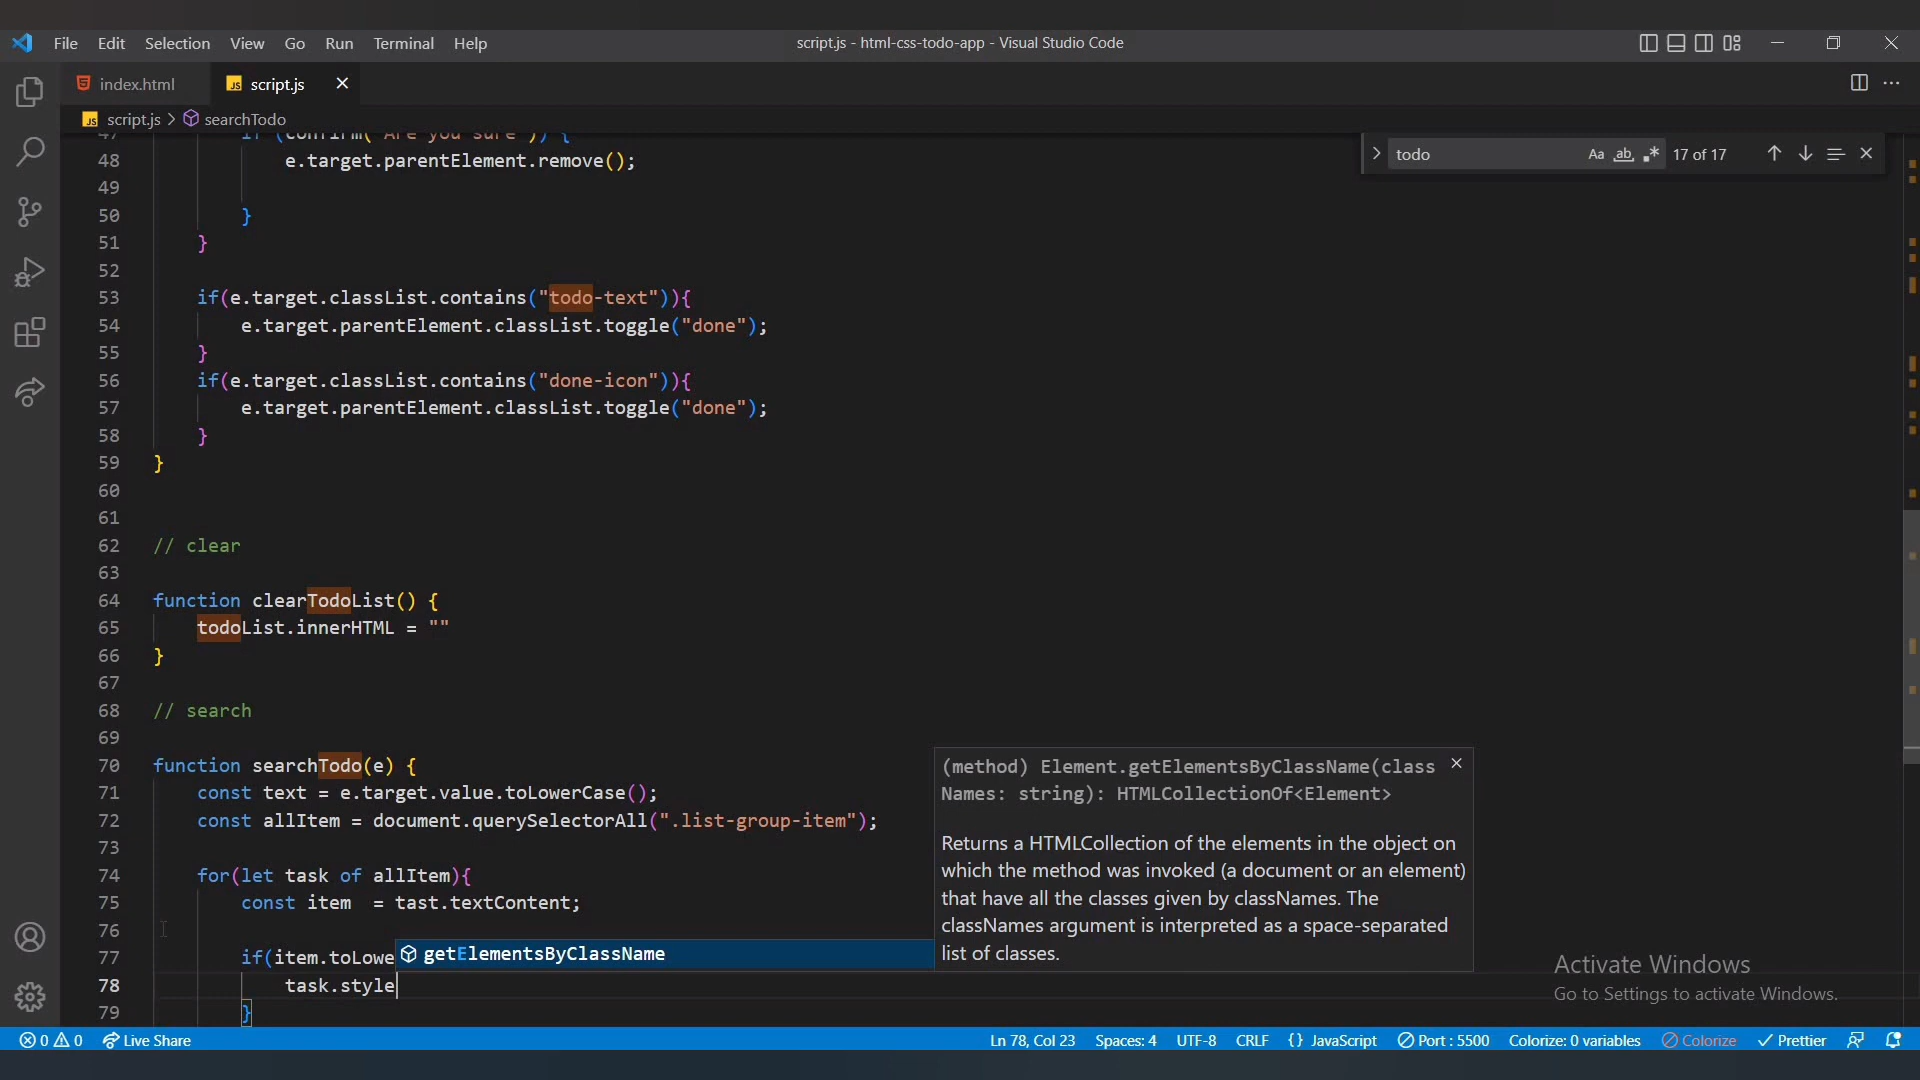 File Edit Selection View Go Run Terminal Help
script.js - html-css-todo-app - Visual Studio Code
index.html
JS script.js
JS script.js > searchTodo
todo
Aa ab 17 of 17
47 if (confirm("Are you sure")) {
48 e.target.parentElement.remove();
49
50 }
51 }
52
53 if(e.target.classList.contains("todo-text")){
54 e.target.parentElement.classList.toggle("done");
55 }
56 if(e.target.classList.contains("done-icon")){
57 e.target.parentElement.classList.toggle("done");
58 }
59 }
60
61
62 // clear
63
64 function clearTodoList() {
65 todoList.innerHTML = ""
66 }
67
68 // search
69
70 function searchTodo(e) {
71 const text = e.target.value.toLowerCase();
72 const allItem = document.querySelectorAll(".list-group-item");
73
74 for(let task of allItem){
75 const item  = tast.textContent;
76
77 if(item.toLowe
getElementsByClassName
78 task.style
79 }
(method) Element.getElementsByClassName(class
Names: string): HTMLCollectionOf<Element>
Returns a HTMLCollection of the elements in the object on
which the method was invoked (a document or an element)
that have all the classes given by classNames. The
classNames argument is interpreted as a space-separated
list of classes.
Activate Windows
Go to Settings to activate Windows.
0 0 Live Share
Ln 78, Col 23 Spaces: 4 UTF-8 CRLF {} JavaScript Port : 5500 Colorize: 0 variables Colorize Prettier